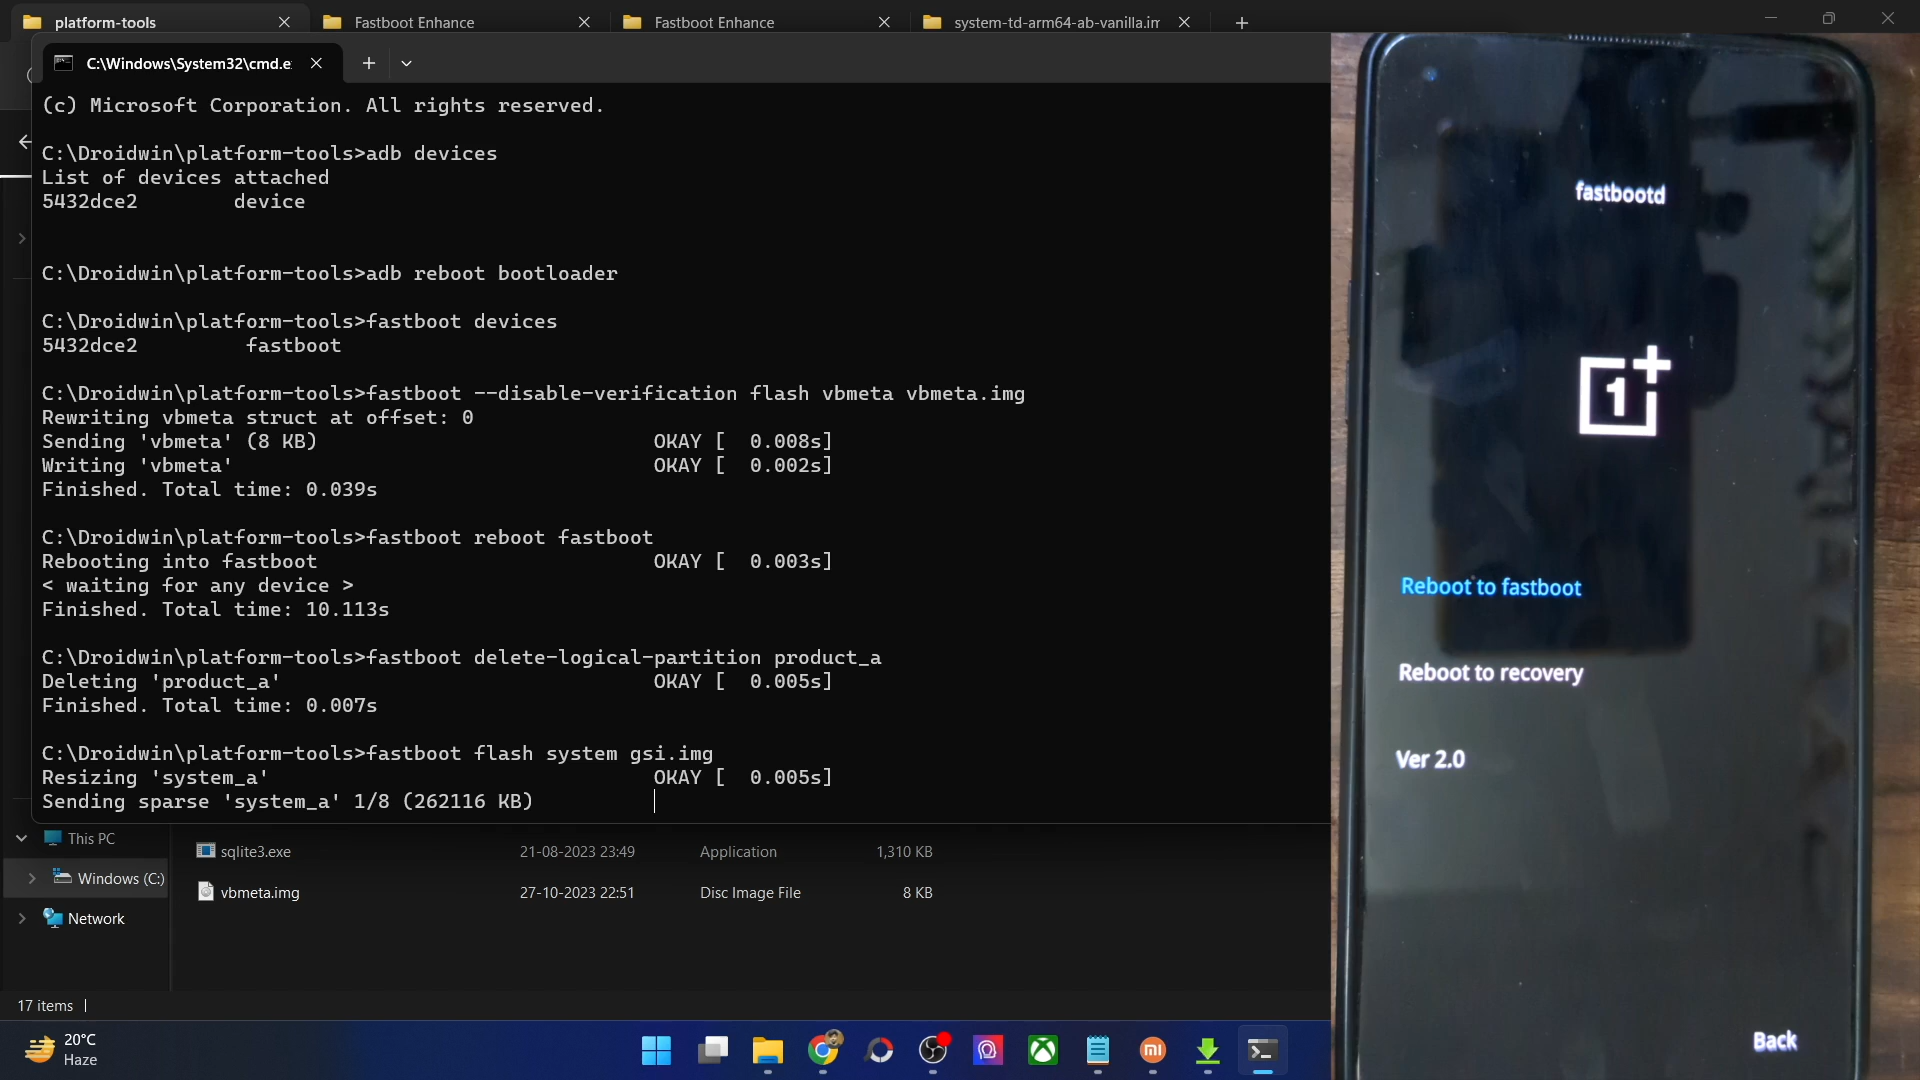 platform-tools
Fastboot Enhance
Fastboot Enhance
system-td-arm64-ab-vanilla.im
C:\Windows\System32\cmd.e
(c) Microsoft Corporation. All rights reserved.
C:\Droidwin\platform-tools>adb devices
List of devices attached
5432dce2 device
C:\Droidwin\platform-tools>adb reboot bootloader
C:\Droidwin\platform-tools>fastboot devices
5432dce2 fastboot
C:\Droidwin\platform-tools>fastboot --disable-verification flash vbmeta vbmeta.img
Rewriting vbmeta struct at offset: 0
Sending 'vbmeta' (8 KB) OKAY [ 0.008s]
Writing 'vbmeta' OKAY [ 0.002s]
Finished. Total time: 0.039s
C:\Droidwin\platform-tools>fastboot reboot fastboot
Rebooting into fastboot OKAY [ 0.003s]
< waiting for any device >
Finished. Total time: 10.113s
C:\Droidwin\platform-tools>fastboot delete-logical-partition product_a
Deleting 'product_a' OKAY [ 0.005s]
Finished. Total time: 0.007s
C:\Droidwin\platform-tools>fastboot flash system gsi.img
Resizing 'system_a' OKAY [ 0.005s]
Sending sparse 'system_a' 1/8 (262116 KB)
This PC
Windows (C:)
Network
sqlite3.exe 21-08-2023 23:49 Application 1,310 KB
vbmeta.img 27-10-2023 22:51 Disc Image File 8 KB
17 items
20°C
Haze
fastbootd
1
Reboot to fastboot
Reboot to recovery
Ver 2.0
Back